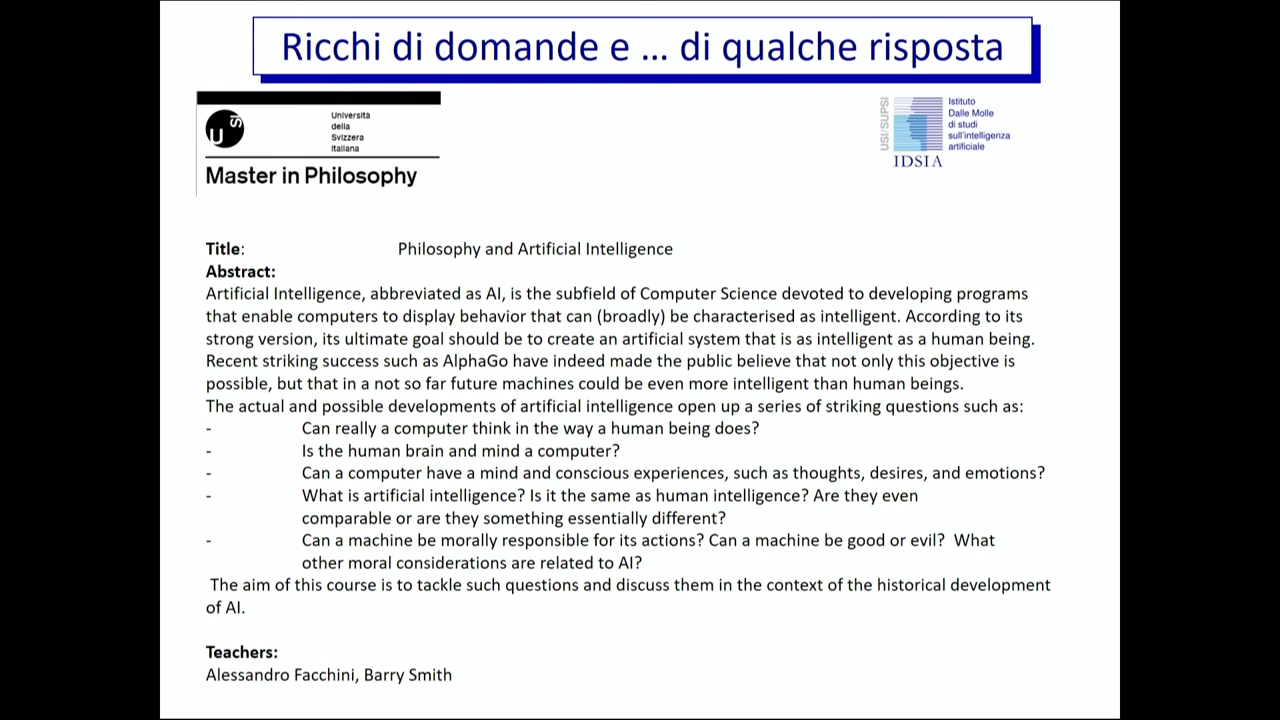 Ricchi di domande e ... di qualche risposta
USI
Università
della
Svizzera
Italiana
Master in Philosophy
USI/SUPSI
Istituto
Dalle Molle
di studi
sull'intelligenza
artificiale
IDSIA
Title: Philosophy and Artificial Intelligence
Abstract:
Artificial Intelligence, abbreviated as AI, is the subfield of Computer Science devoted to developing programs
that enable computers to display behavior that can (broadly) be characterised as intelligent. According to its
strong version, its ultimate goal should be to create an artificial system that is as intelligent as a human being.
Recent striking success such as AlphaGo have indeed made the public believe that not only this objective is
possible, but that in a not so far future machines could be even more intelligent than human beings.
The actual and possible developments of artificial intelligence open up a series of striking questions such as:
- Can really a computer think in the way a human being does?
- Is the human brain and mind a computer?
- Can a computer have a mind and conscious experiences, such as thoughts, desires, and emotions?
- What is artificial intelligence? Is it the same as human intelligence? Are they even
comparable or are they something essentially different?
- Can a machine be morally responsible for its actions? Can a machine be good or evil?  What
other moral considerations are related to AI?
The aim of this course is to tackle such questions and discuss them in the context of the historical development
of AI.
Teachers:
Alessandro Facchini, Barry Smith